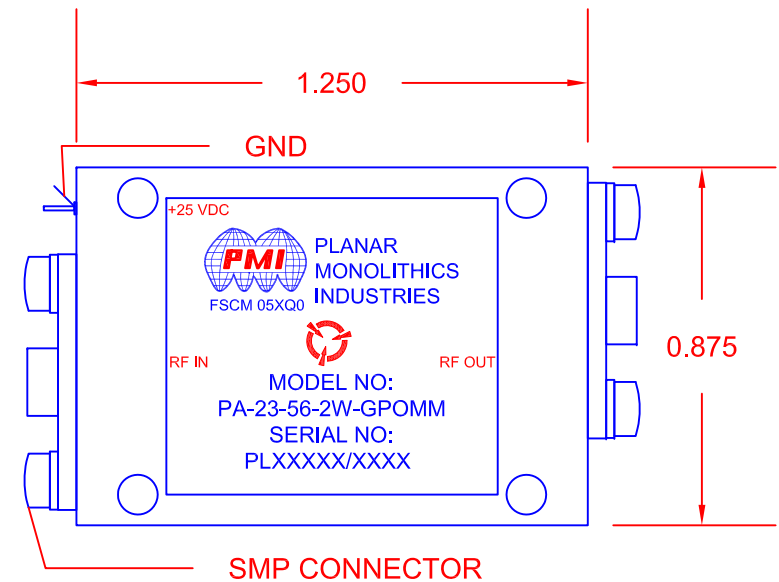 1.250
GND
+25 VDC
PMI
PLANAR
MONOLITHICS
INDUSTRIES
FSCM 05XQ0
RF IN
RF OUT
0.875
MODEL NO:
PA-23-56-2W-GPOMM
SERIAL NO:
PLXXXXX/XXXX
SMP CONNECTOR